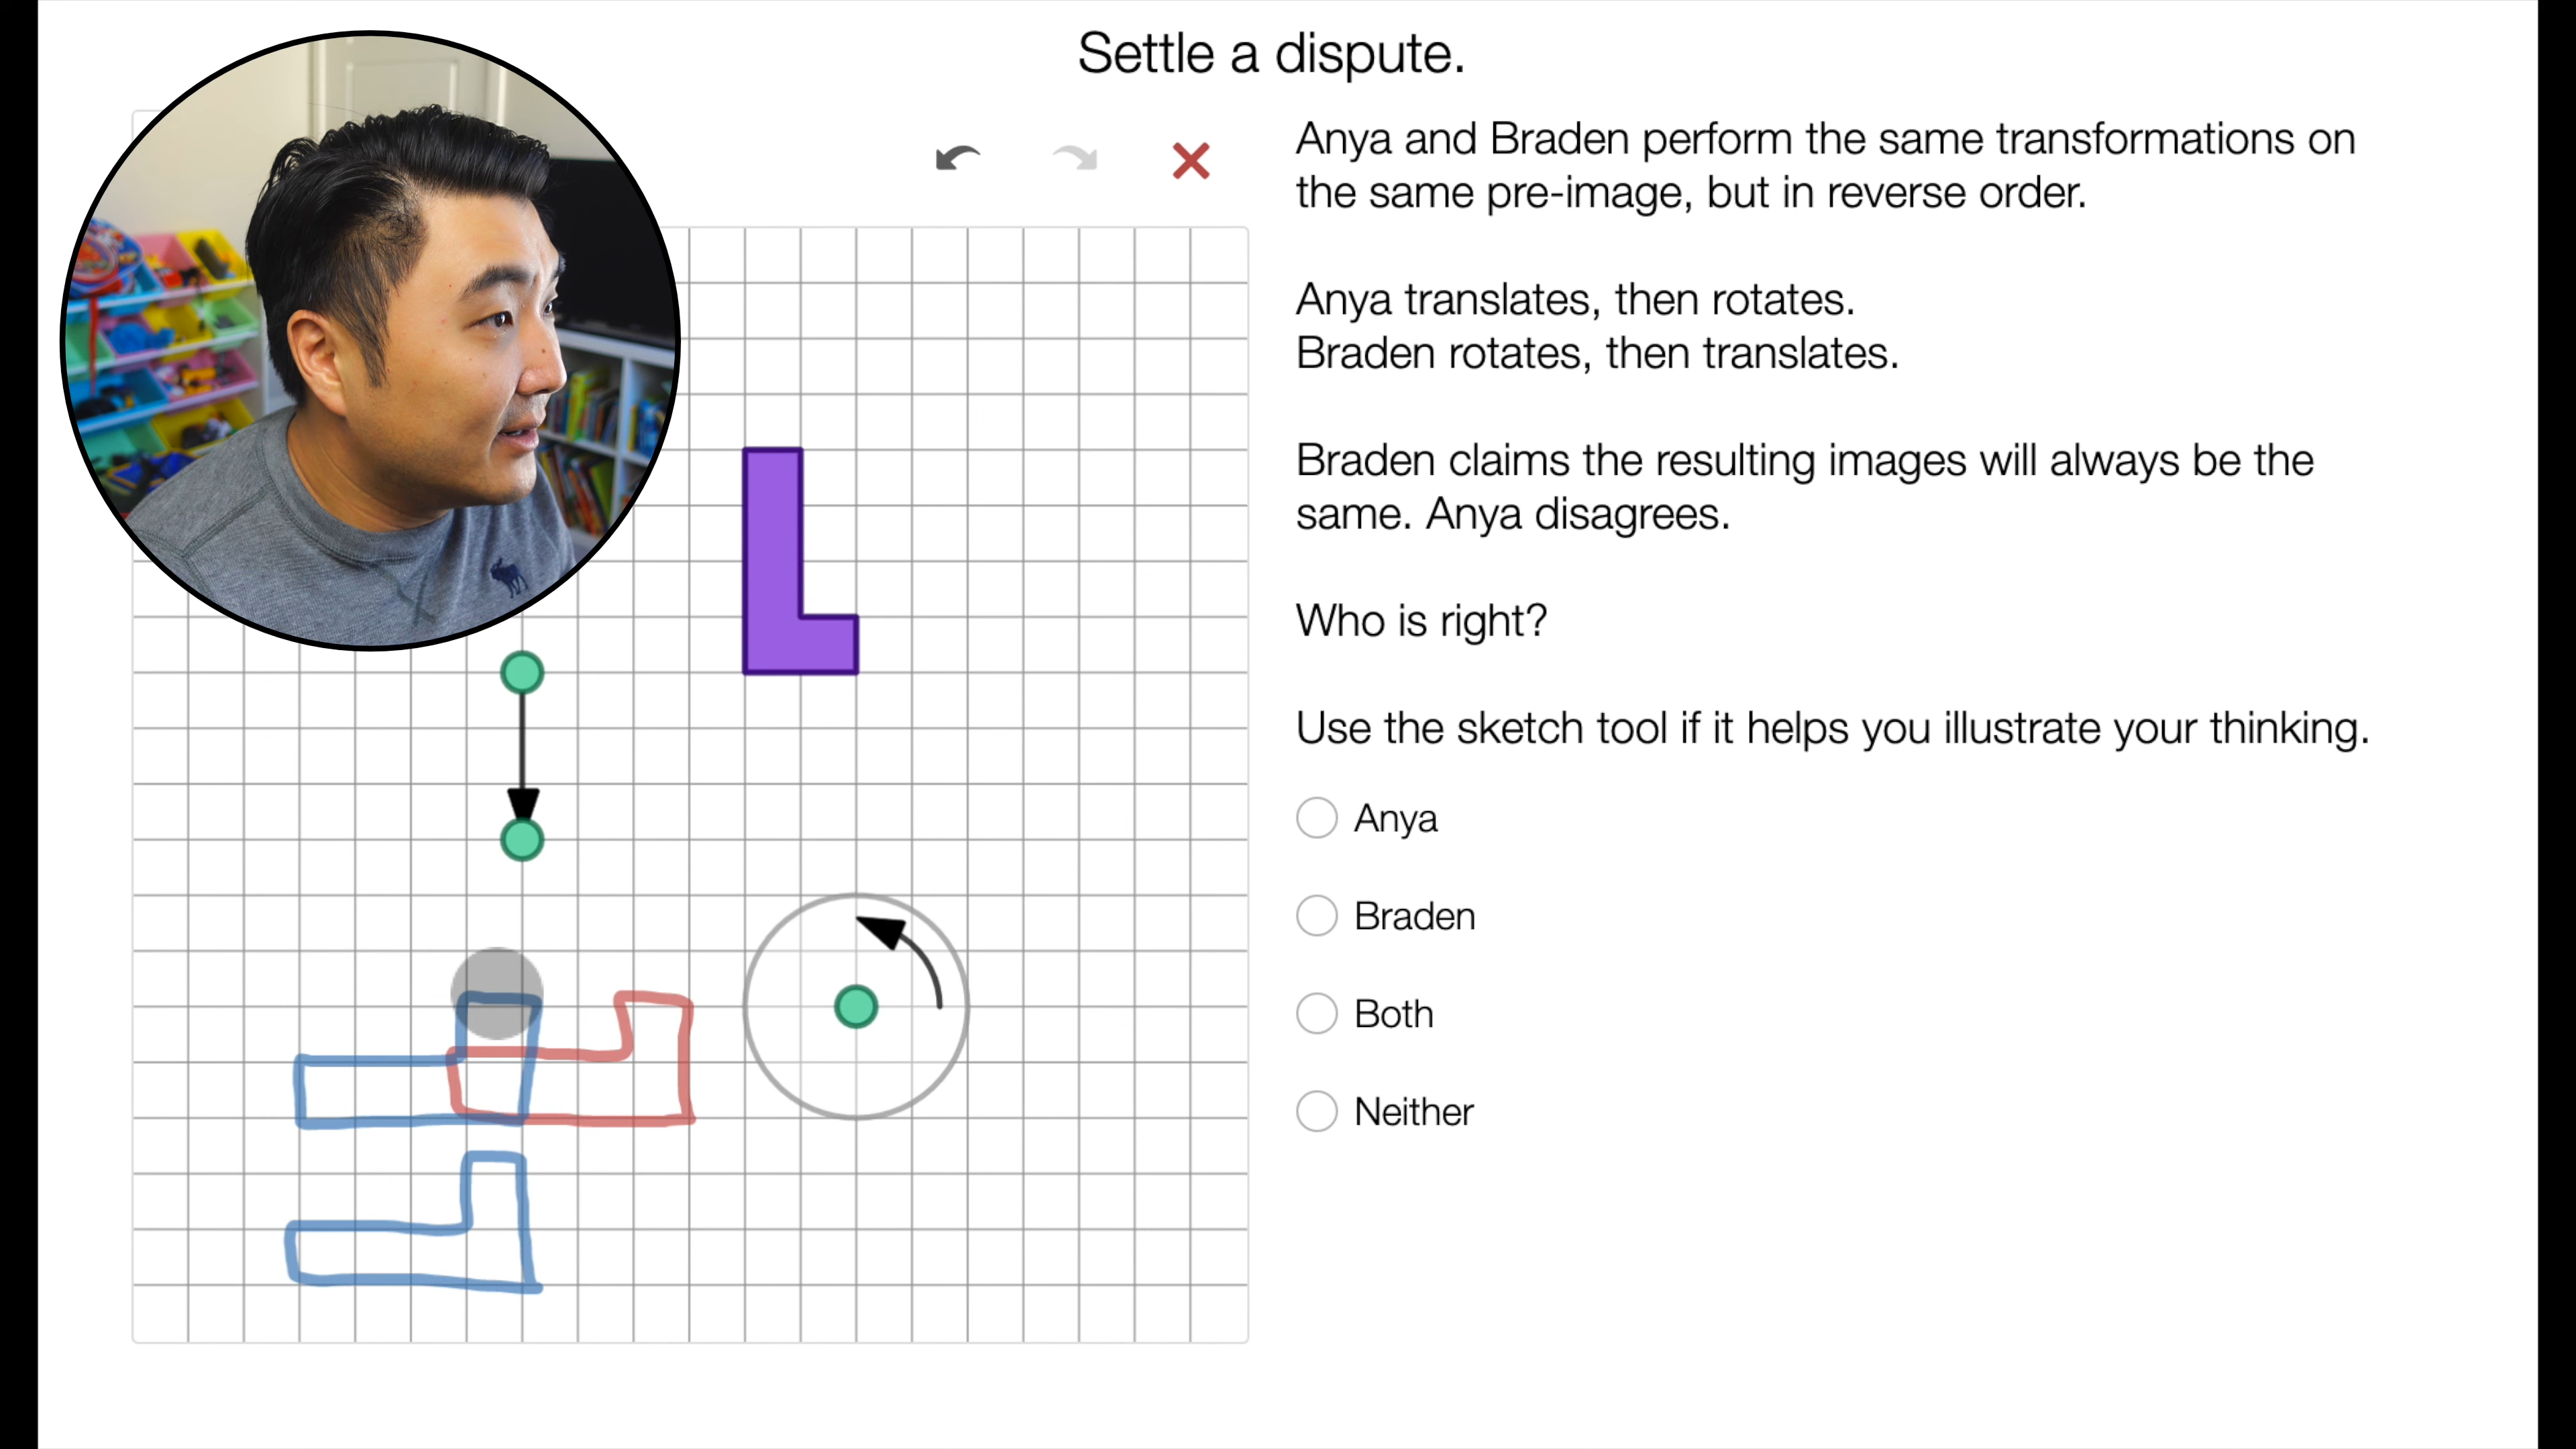 Settle a dispute.
Anya and Braden perform the same transformations on
the same pre-image, but in reverse order.
Anya translates, then rotates.
Braden rotates, then translates.
Braden claims the resulting images will always be the
same. Anya disagrees.
Who is right?
Use the sketch tool if it helps you illustrate your thinking.
Anya
Braden
Both
Neither